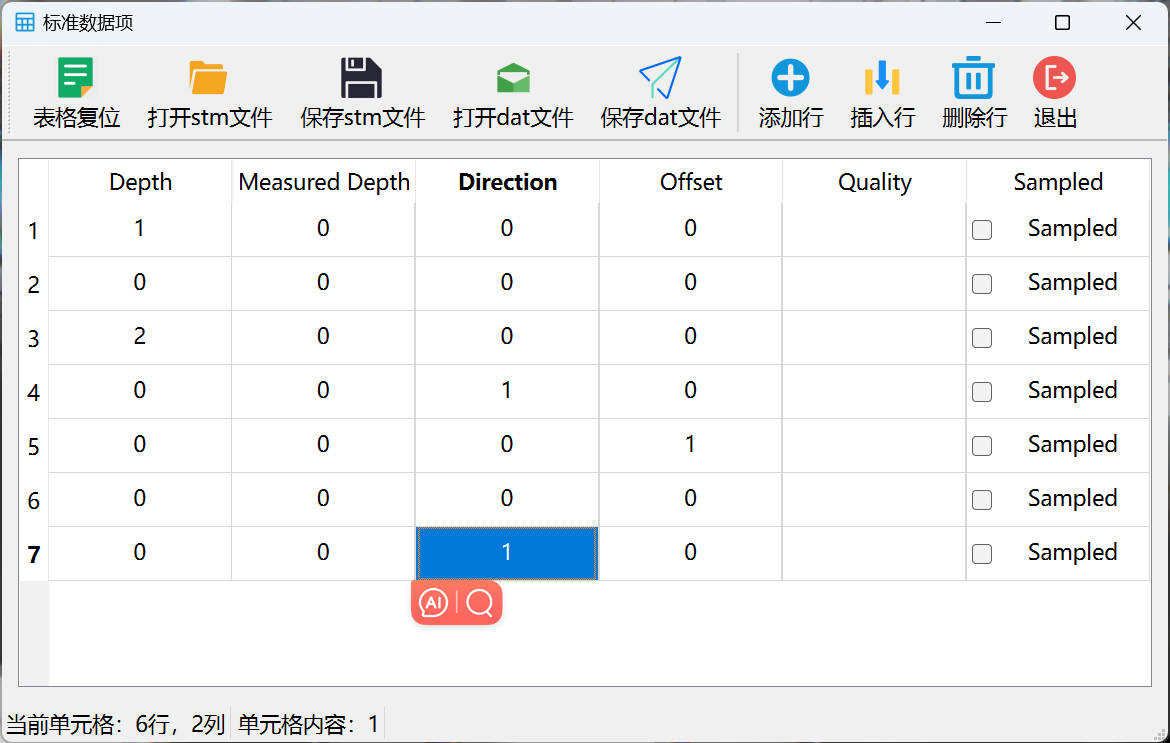 标准数据项
表格复位 打开stm文件 保存stm文件 打开dat文件 保存dat文件 添加行 插入行 删除行 退出
Depth Measured Depth Direction Offset Quality Sampled
1 1 0 0 0 Sampled
2 0 0 0 0 Sampled
3 2 0 0 0 Sampled
4 0 0 1 0 Sampled
5 0 0 0 1 Sampled
6 0 0 0 0 Sampled
7 0 0 1 0 Sampled
AI
当前单元格：6行，2列 单元格内容：1